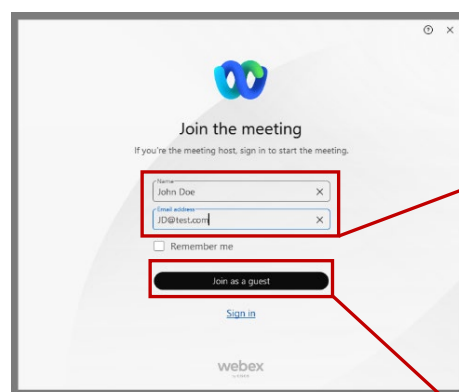 Join the meeting
If you're the meeting host, sign in to start the meeting.
Name
John Doe
Email address
JD@test.com
Remember me
Join as a guest
Sign in
webex